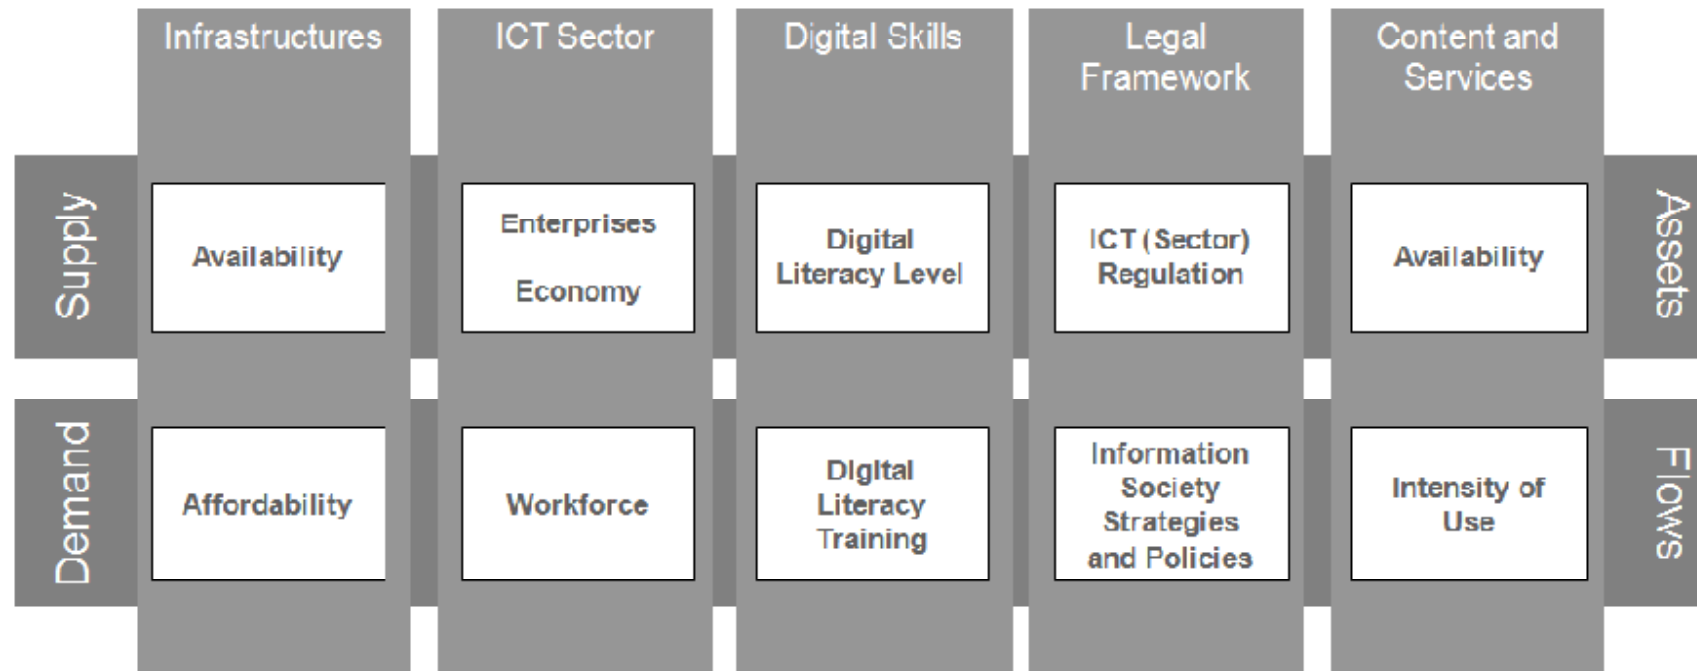 Infrastructures
ICT Sector
Digital Skills
Legal
Framework
Content and
Services
Supply
Availability
Enterprises
Economy
Digital
Literacy Level
ICT (Sector)
Regulation
Availability
Assets
Demand
Affordability
Workforce
Digital
Literacy
Training
Information
Society
Strategies
and Policies
Intensity of
Use
Flows